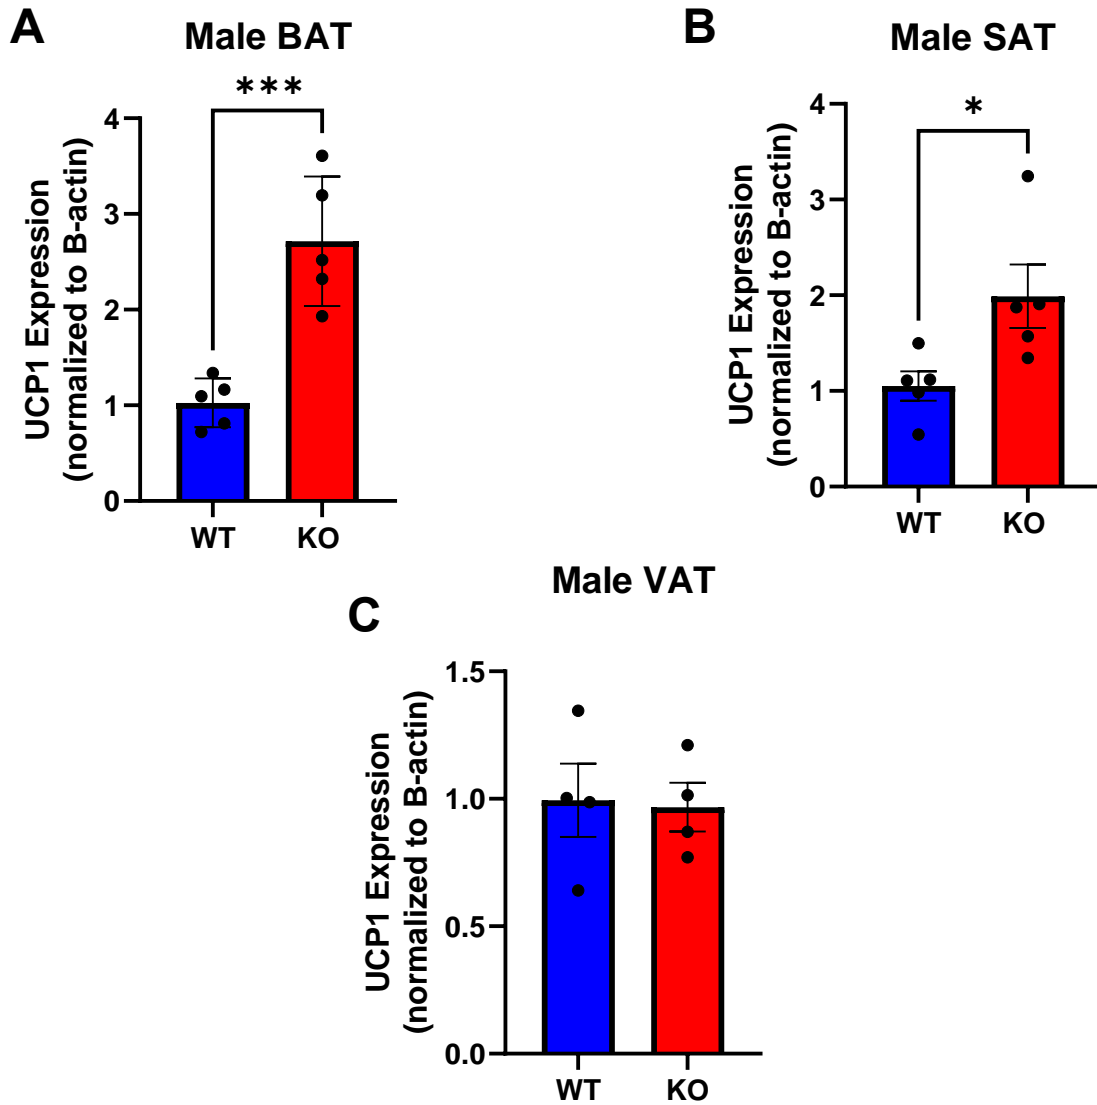 A
Male BAT
***
4
3
2
1
0
UCP1 Expression
(normalized to B-actin)
WT KO
B
Male SAT
*
4
3
2
1
0
UCP1 Expression
(normalized to B-actin)
WT KO
C
Male VAT
1.5
1.0
0.5
0.0
UCP1 Expression
(normalized to B-actin)
WT KO